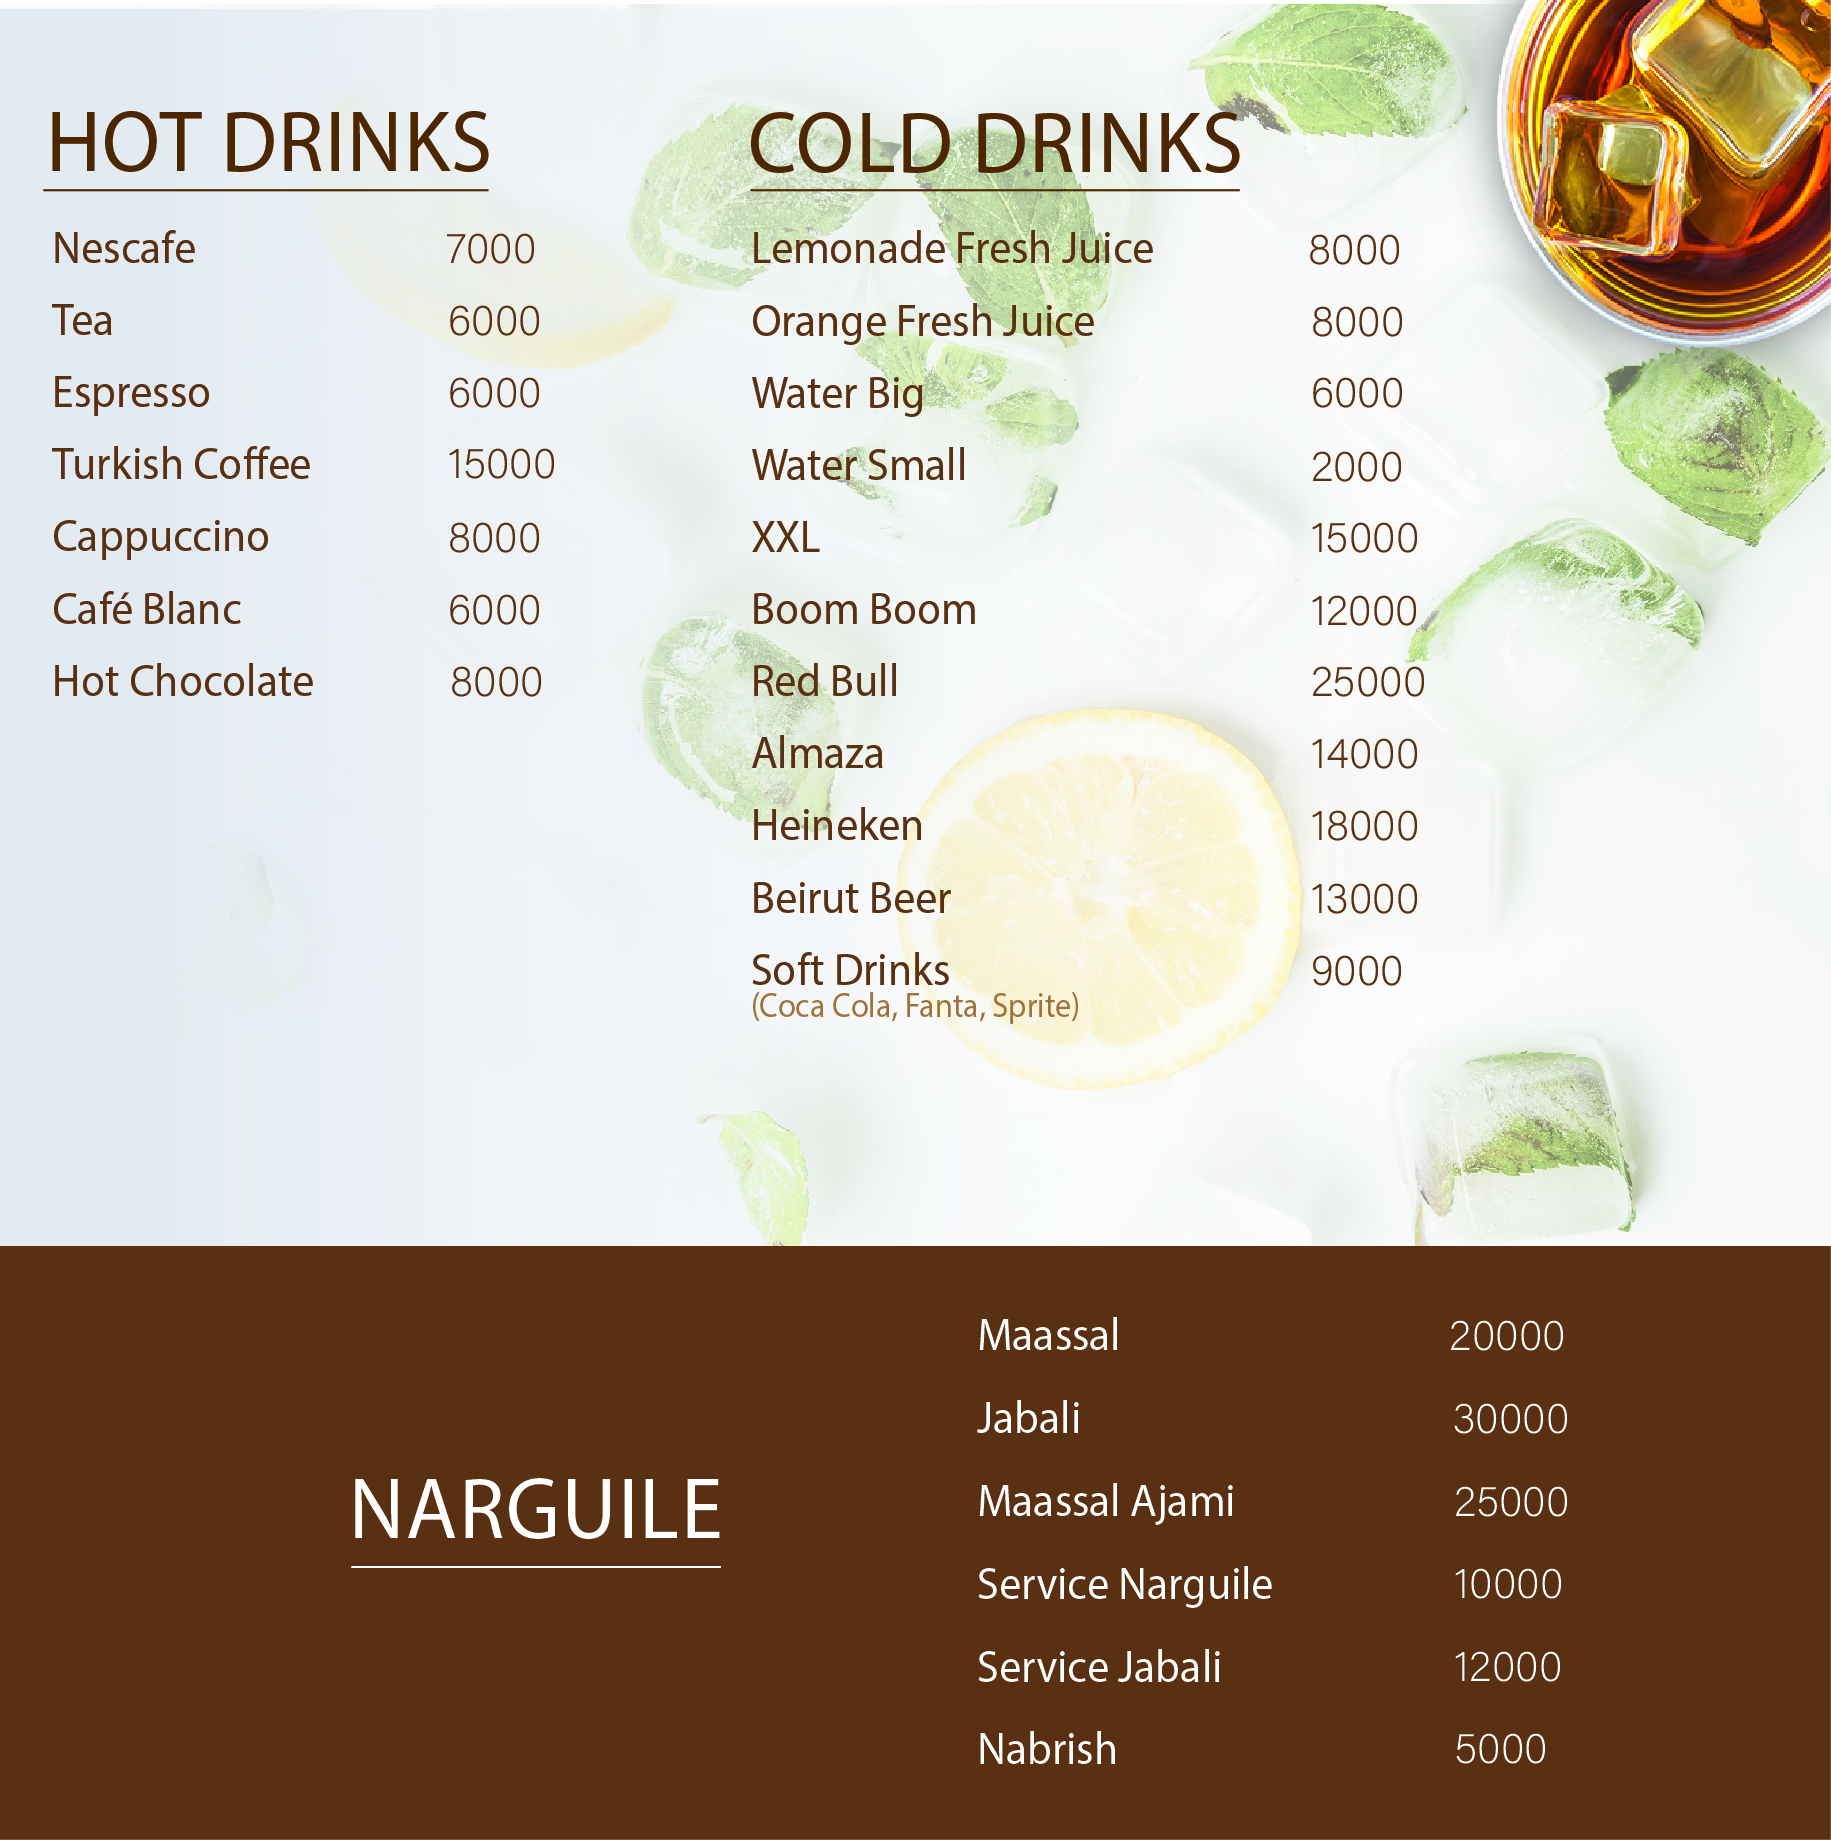 HOT DRINKS
Nescafe 7000
Tea 6000
Espresso 6000
Turkish Coffee 15000
Cappuccino 8000
Café Blanc 6000
Hot Chocolate 8000
COLD DRINKS
Lemonade Fresh Juice 8000
Orange Fresh Juice 8000
Water Big 6000
Water Small 2000
XXL 15000
Boom Boom 12000
Red Bull 25000
Almaza 14000
Heineken 18000
Beirut Beer 13000
Soft Drinks 9000
(Coca Cola, Fanta, Sprite)
NARGUILE
Maassal 20000
Jabali 30000
Maassal Ajami 25000
Service Narguile 10000
Service Jabali 12000
Nabrish 5000